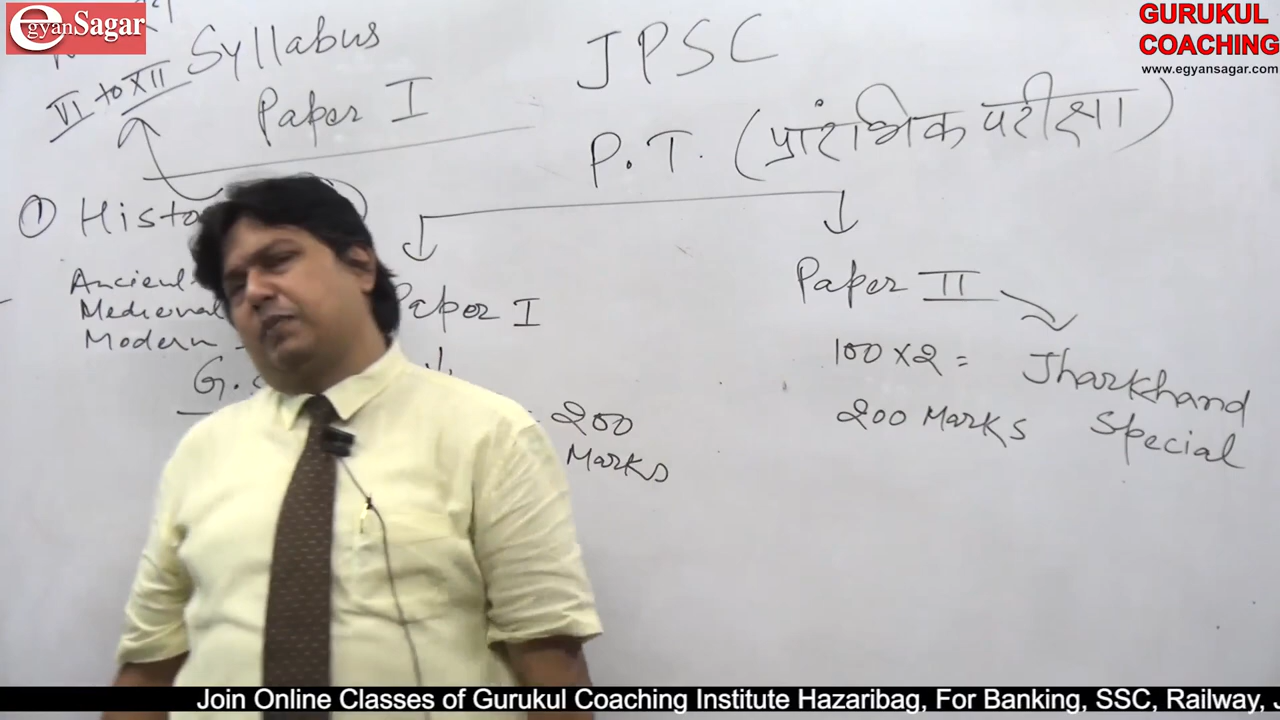 egyanSagar
GURUKUL
COACHING
www.egyansagar.com
VI to XII
Syllabus
Paper I
① Histo
Ancient
Medieval
Modern
G.
JPSC
P.T. (प्रारंभिक परीक्षा)
Paper I
= 200
Marks
Paper II
100 x 2 =
200 Marks
Jharkhand
Special
Join Online Classes of Gurukul Coaching Institute Hazaribag, For Banking, SSC, Railway, J